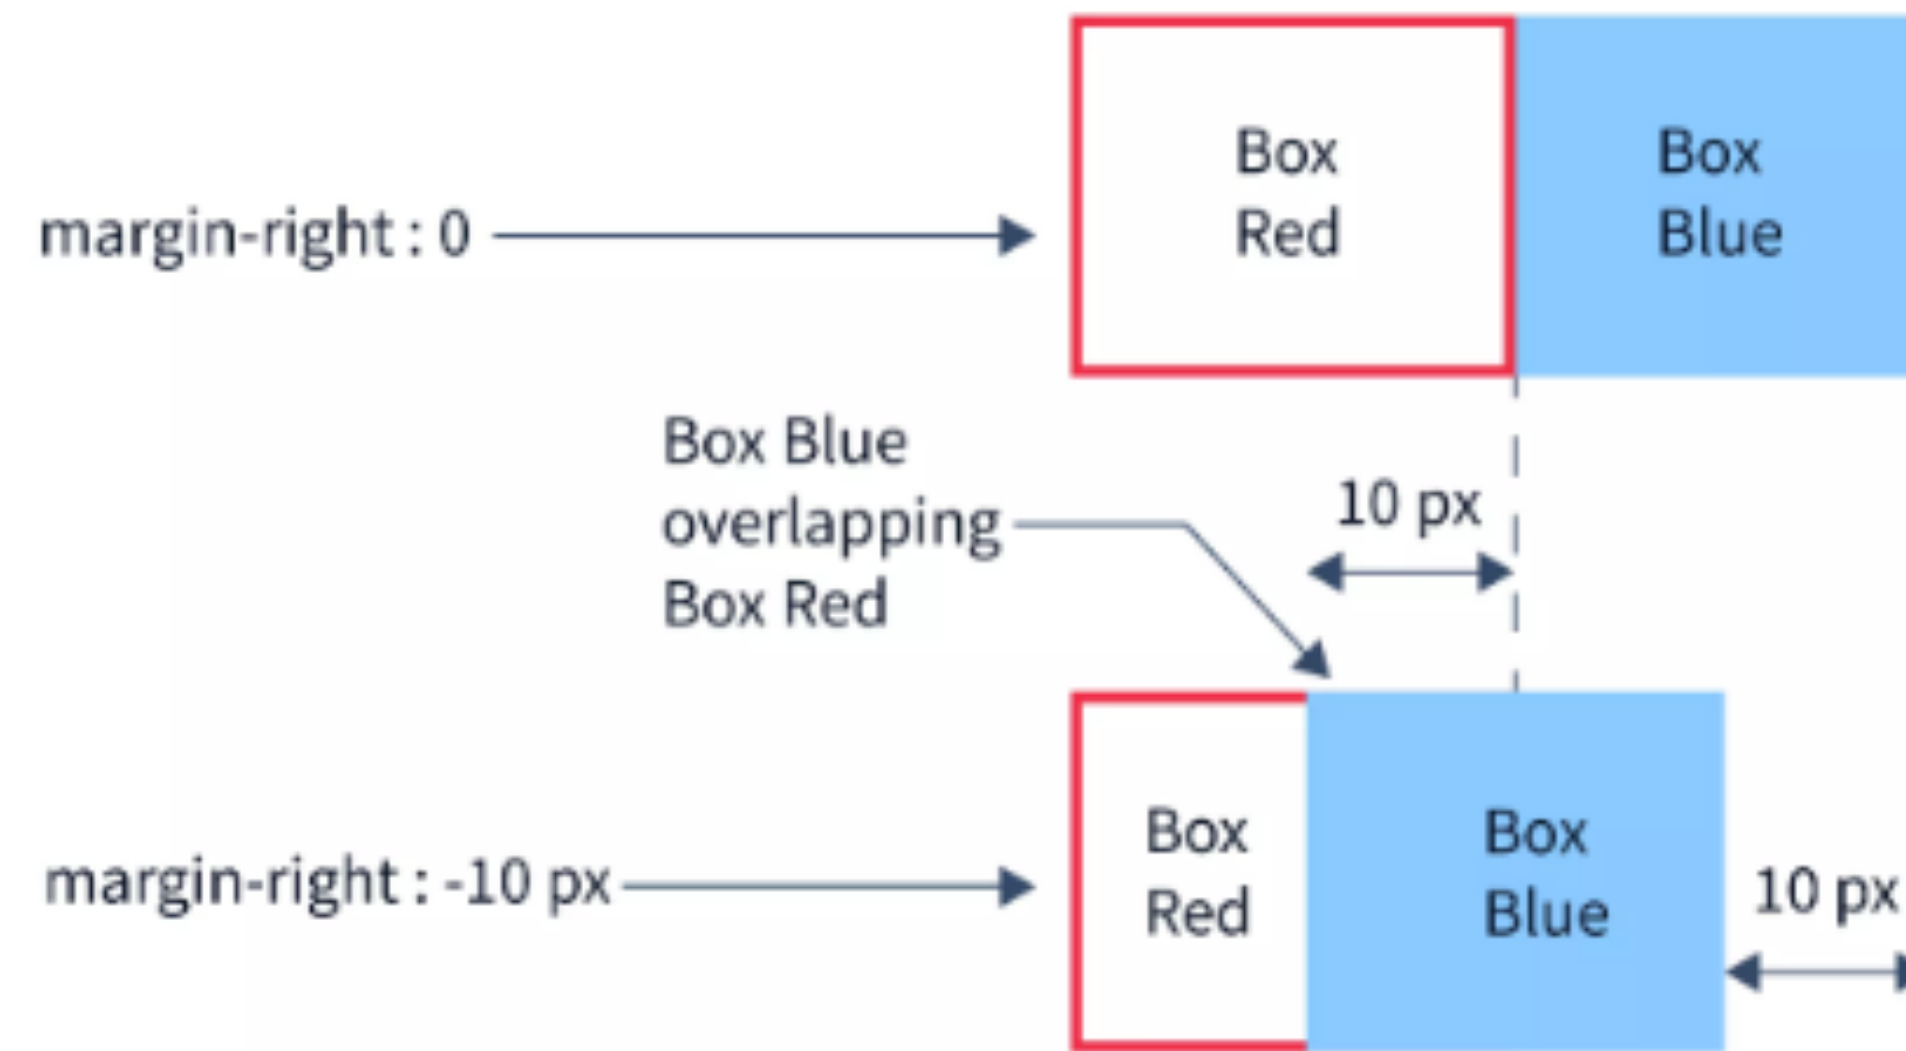 Box
Red
Box
Blue
margin-right : 0
Box Blue
overlapping
Box Red
10 px
Box
Red
Box
Blue
margin-right : -10 px
10 px